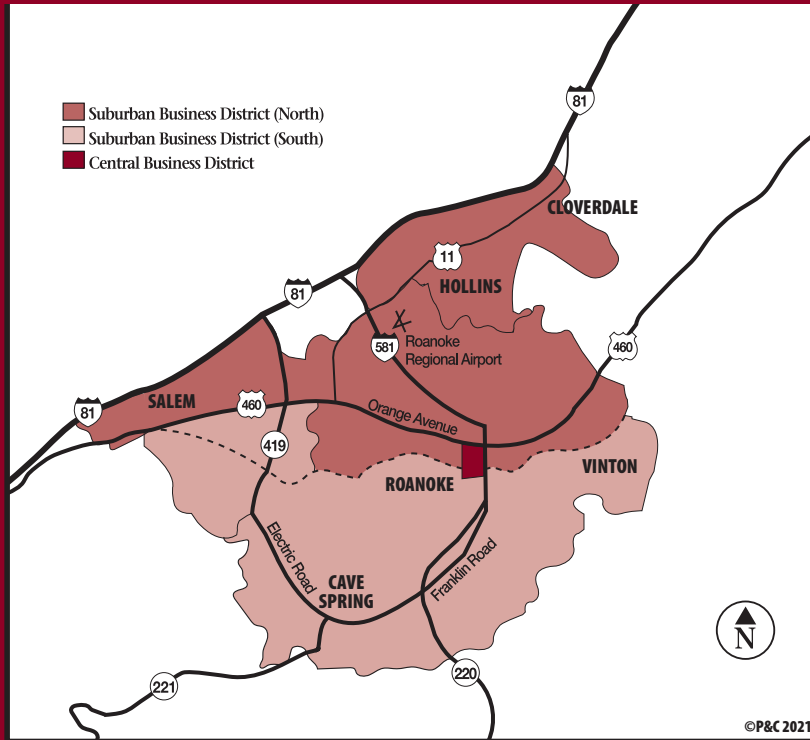 Suburban Business District (North)
Suburban Business District (South)
Central Business District
81
CLOVERDALE
11
HOLLINS
81
581
Roanoke
Regional Airport
460
SALEM
460
81
Orange Avenue
419
VINTON
ROANOKE
Electric Road
Franklin Road
CAVE
SPRING
N
221
220
©P&C 2021